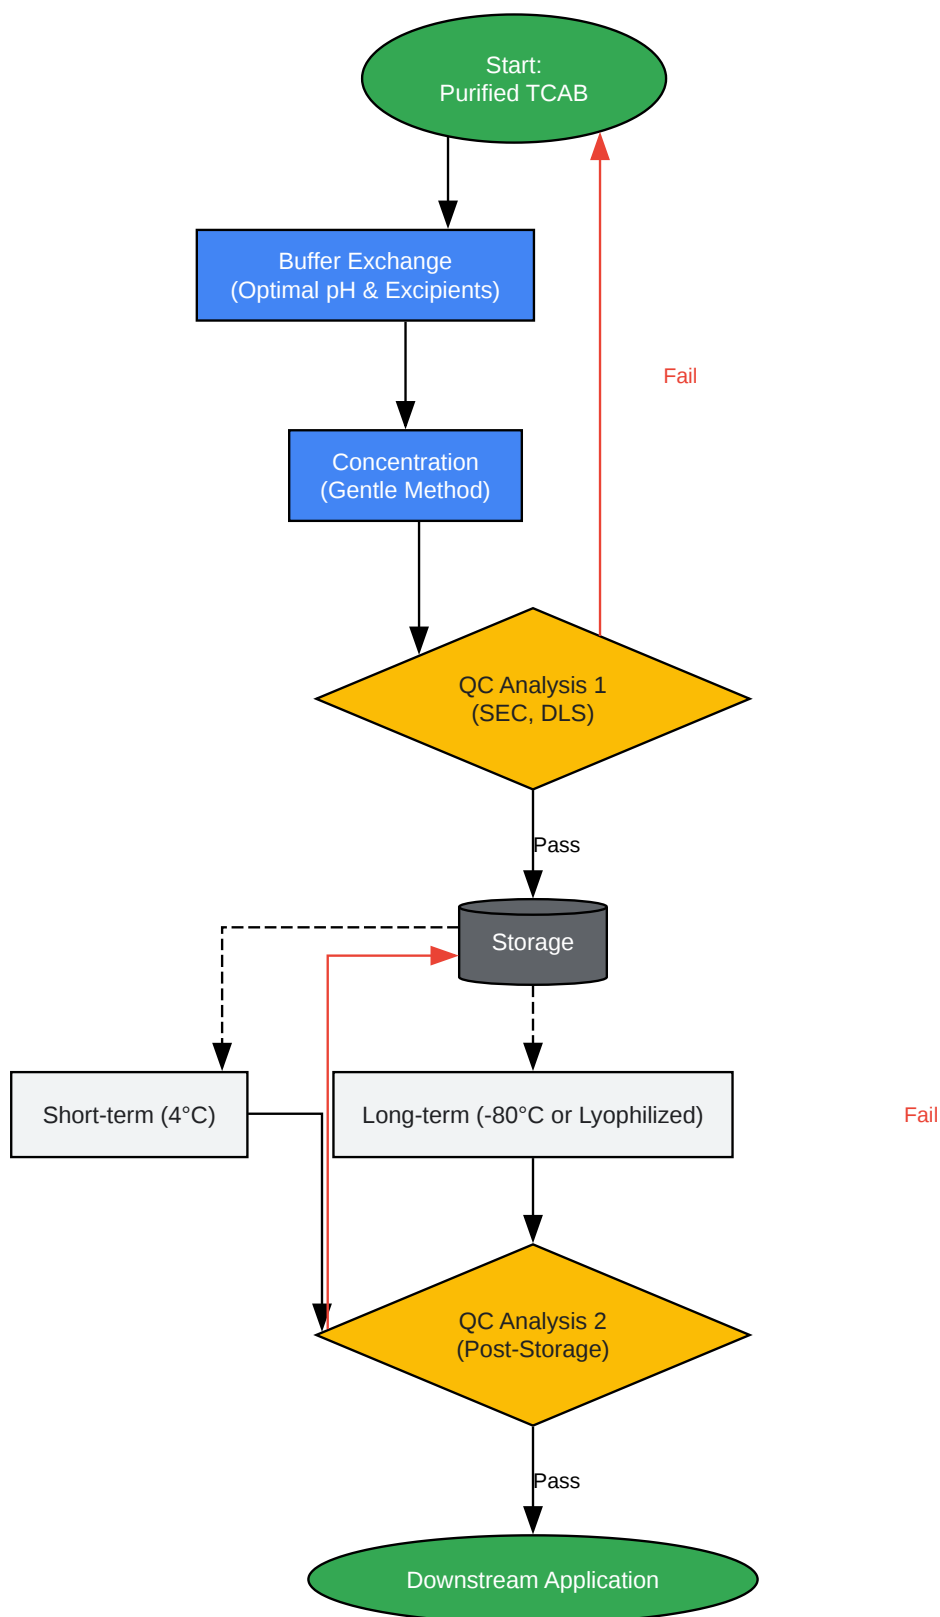 Start:
Purified TCAB
Buffer Exchange
(Optimal pH & Excipients)
Fail
Concentration
(Gentle Method)
QC Analysis 1
(SEC, DLS)
Pass
Storage
Short-term (4°C)
Long-term (-80°C or Lyophilized)
Fail
QC Analysis 2
(Post-Storage)
Pass
Downstream Application